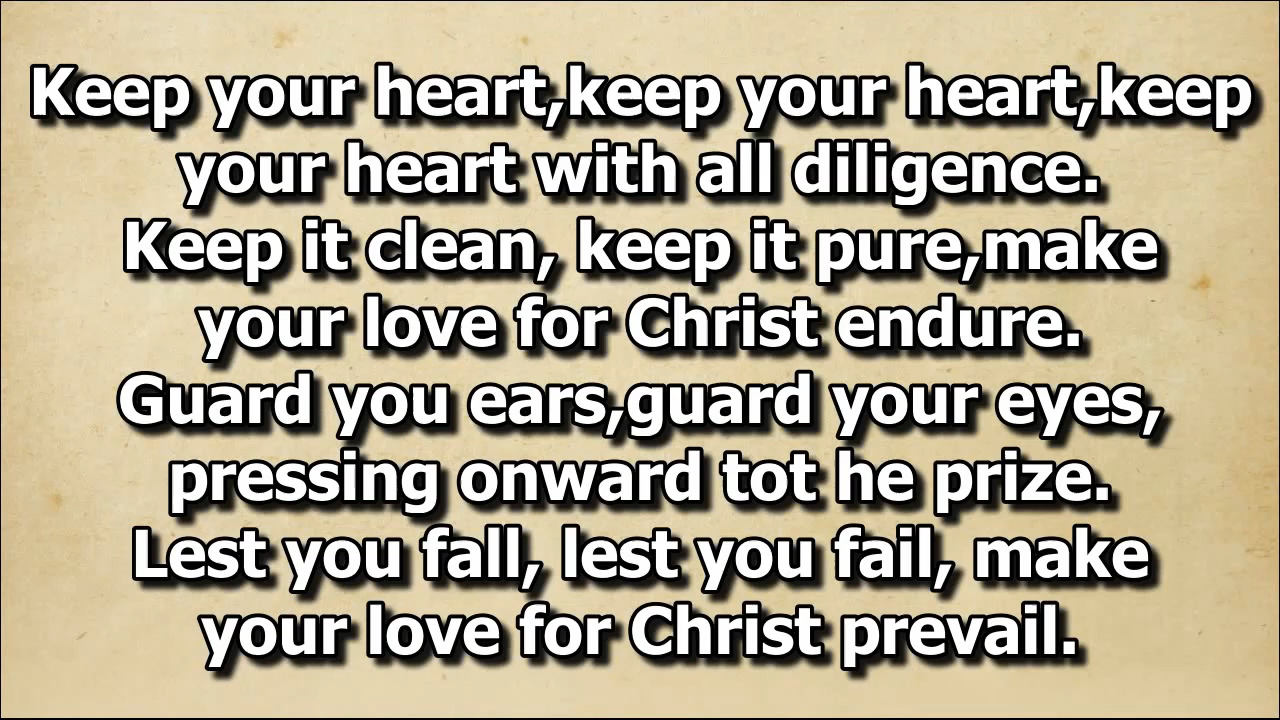 Keep your heart,keep your heart,keep
your heart with all diligence.
Keep it clean, keep it pure,make
your love for Christ endure.
Guard you ears,guard your eyes,
pressing onward tot he prize.
Lest you fall, lest you fail, make
your love for Christ prevail.